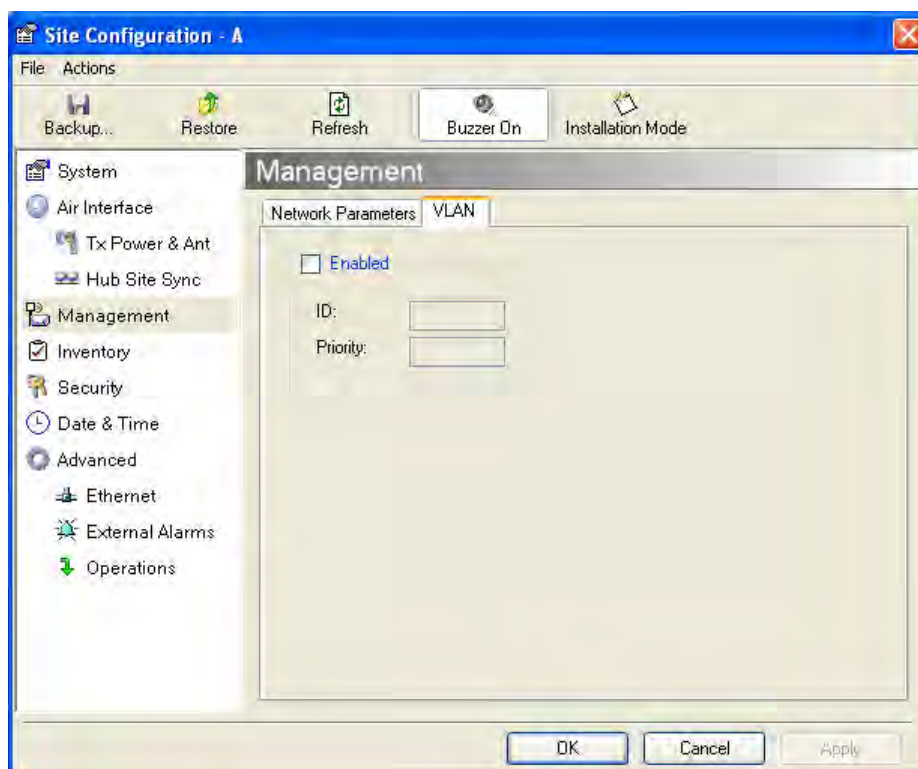 Site Configuration - A
File Actions
Backup... Restore Refresh Buzzer On Installation Mode
System
Air Interface
Tx Power & Ant
Hub Site Sync
Management
Inventory
Security
Date & Time
Advanced
Ethernet
External Alarms
Operations
Management
Network Parameters VLAN
Enabled
ID:
Priority:
OK Cancel Apply